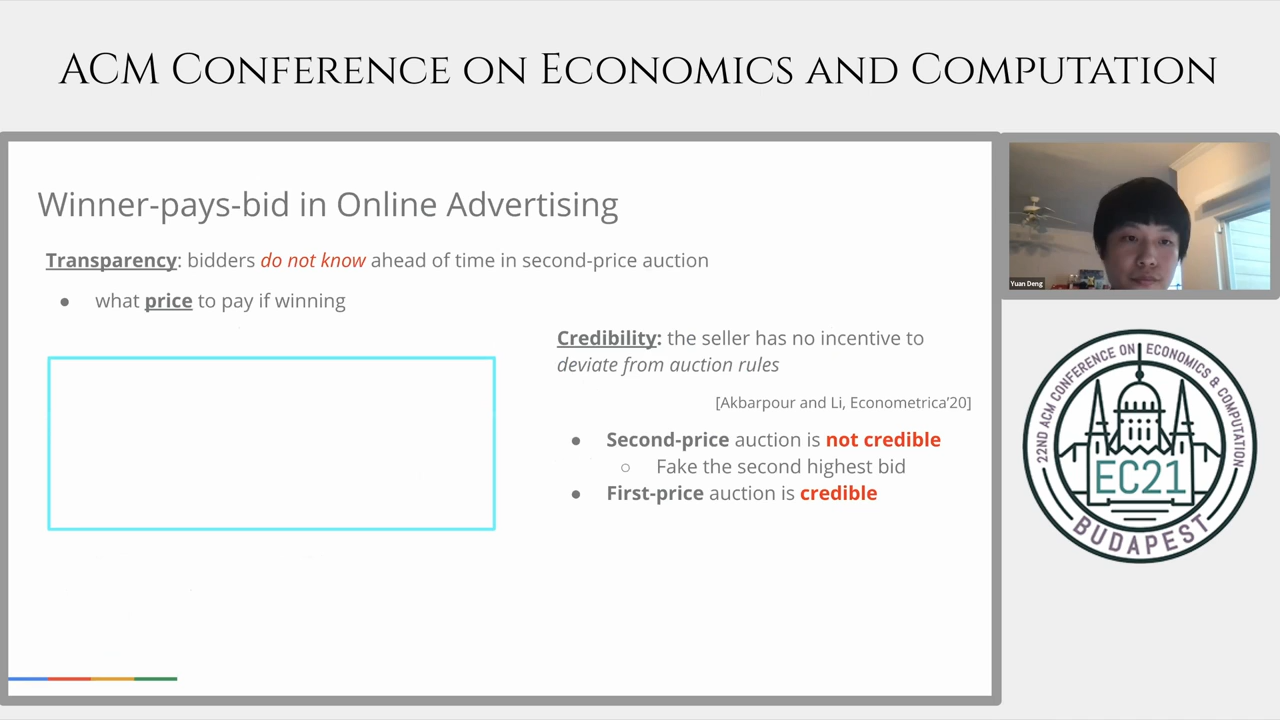 ACM Conference on Economics and Computation
Winner-pays-bid in Online Advertising
Transparency: bidders do not know ahead of time in second-price auction
● what price to pay if winning
Credibility: the seller has no incentive to
deviate from auction rules
[Akbarpour and Li, Econometrica'20]
● Second-price auction is not credible
○ Fake the second highest bid
● First-price auction is credible
Yuan Deng
22ND ACM CONFERENCE ON ECONOMICS & COMPUTATION
EC21
BUDAPEST